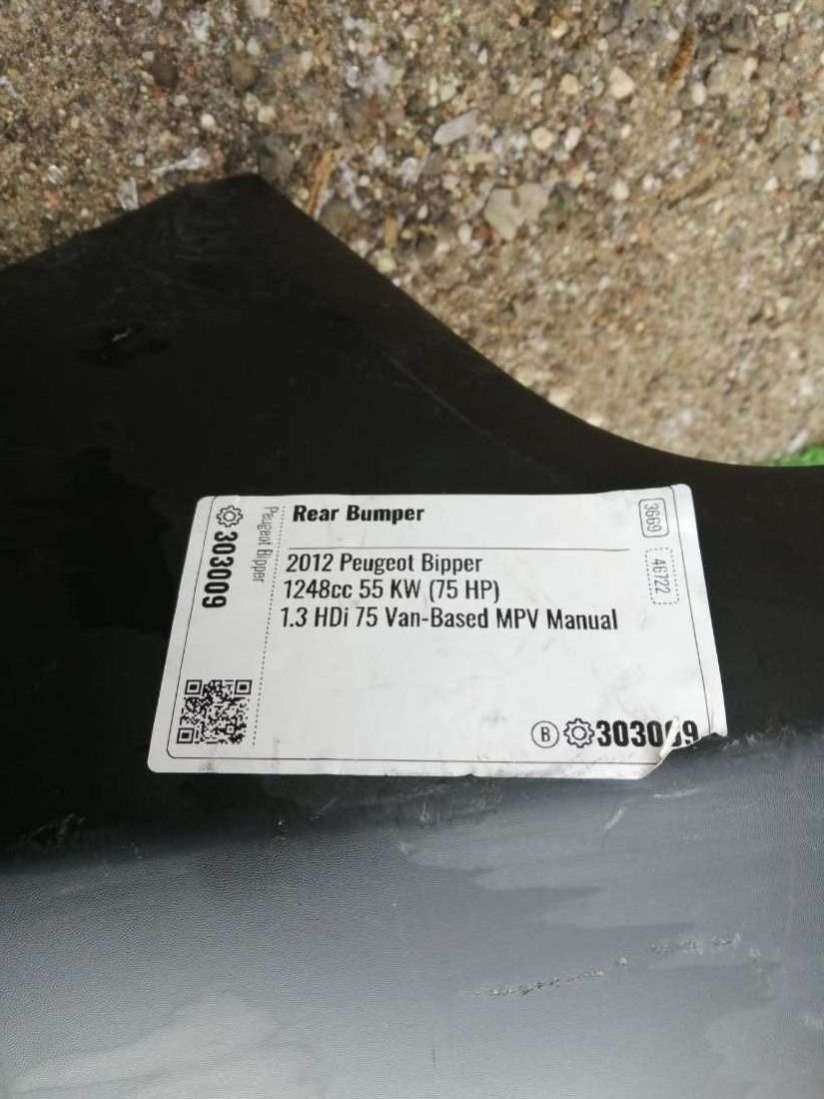 Rear Bumper
2012 Peugeot Bipper
1248cc 55 KW (75 HP)
1.3 HDi 75 Van-Based MPV Manual
B 303009
303009
Peugeot Bipper
3669
46722